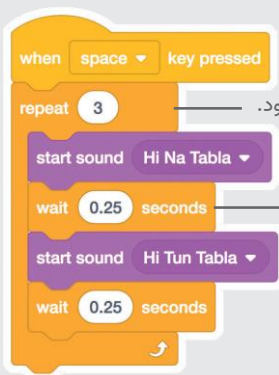 when space key pressed
repeat 3
ود.
start sound Hi Na Tabla
wait 0.25 seconds
start sound Hi Tun Tabla
wait 0.25 seconds